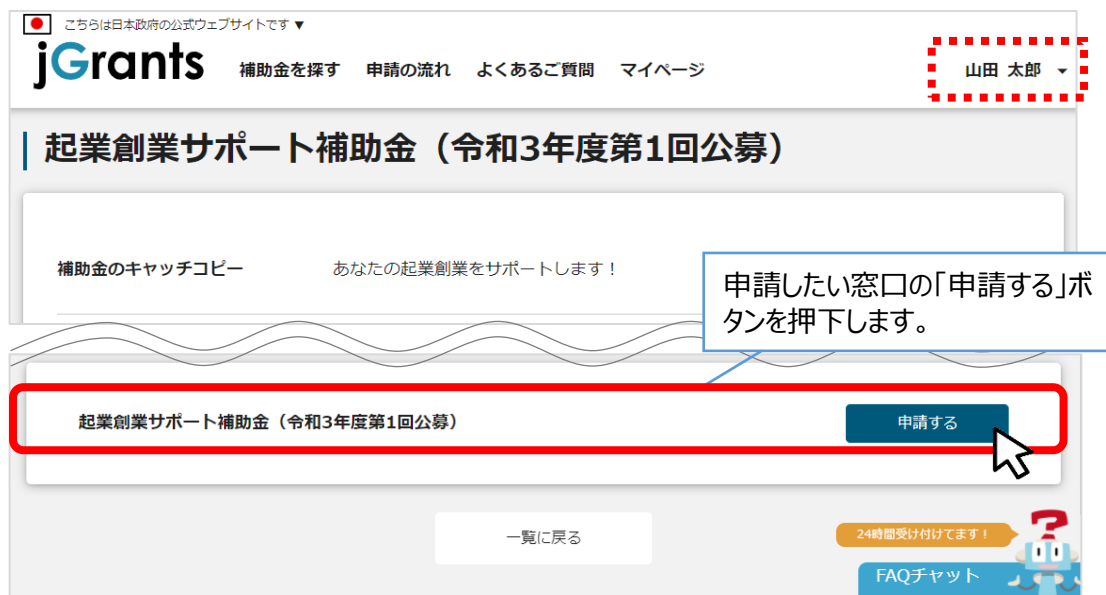 こちらは日本政府の公式ウェブサイトです ▼
jGrants 補助金を探す 申請の流れ よくあるご質問 マイページ 山田 太郎
起業創業サポート補助金（令和3年度第1回公募）
補助金のキャッチコピー あなたの起業創業をサポートします！
申請したい窓口の「申請する」ボ
タンを押下します。
起業創業サポート補助金（令和3年度第1回公募） 申請する
一覧に戻る
24時間受け付けてます！
FAQチャット